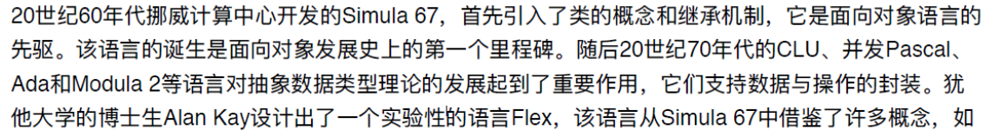 20世纪60年代挪威计算中心开发的Simula 67，首先引入了类的概念和继承机制，它是面向对象语言的
先驱。该语言的诞生是面向对象发展史上的第一个里程碑。随后20世纪70年代的CLU、并发Pascal、
Ada和Modula 2等语言对抽象数据类型理论的发展起到了重要作用，它们支持数据与操作的封装。犹
他大学的博士生Alan Kay设计出了一个实验性的语言Flex，该语言从Simula 67中借鉴了许多概念，如